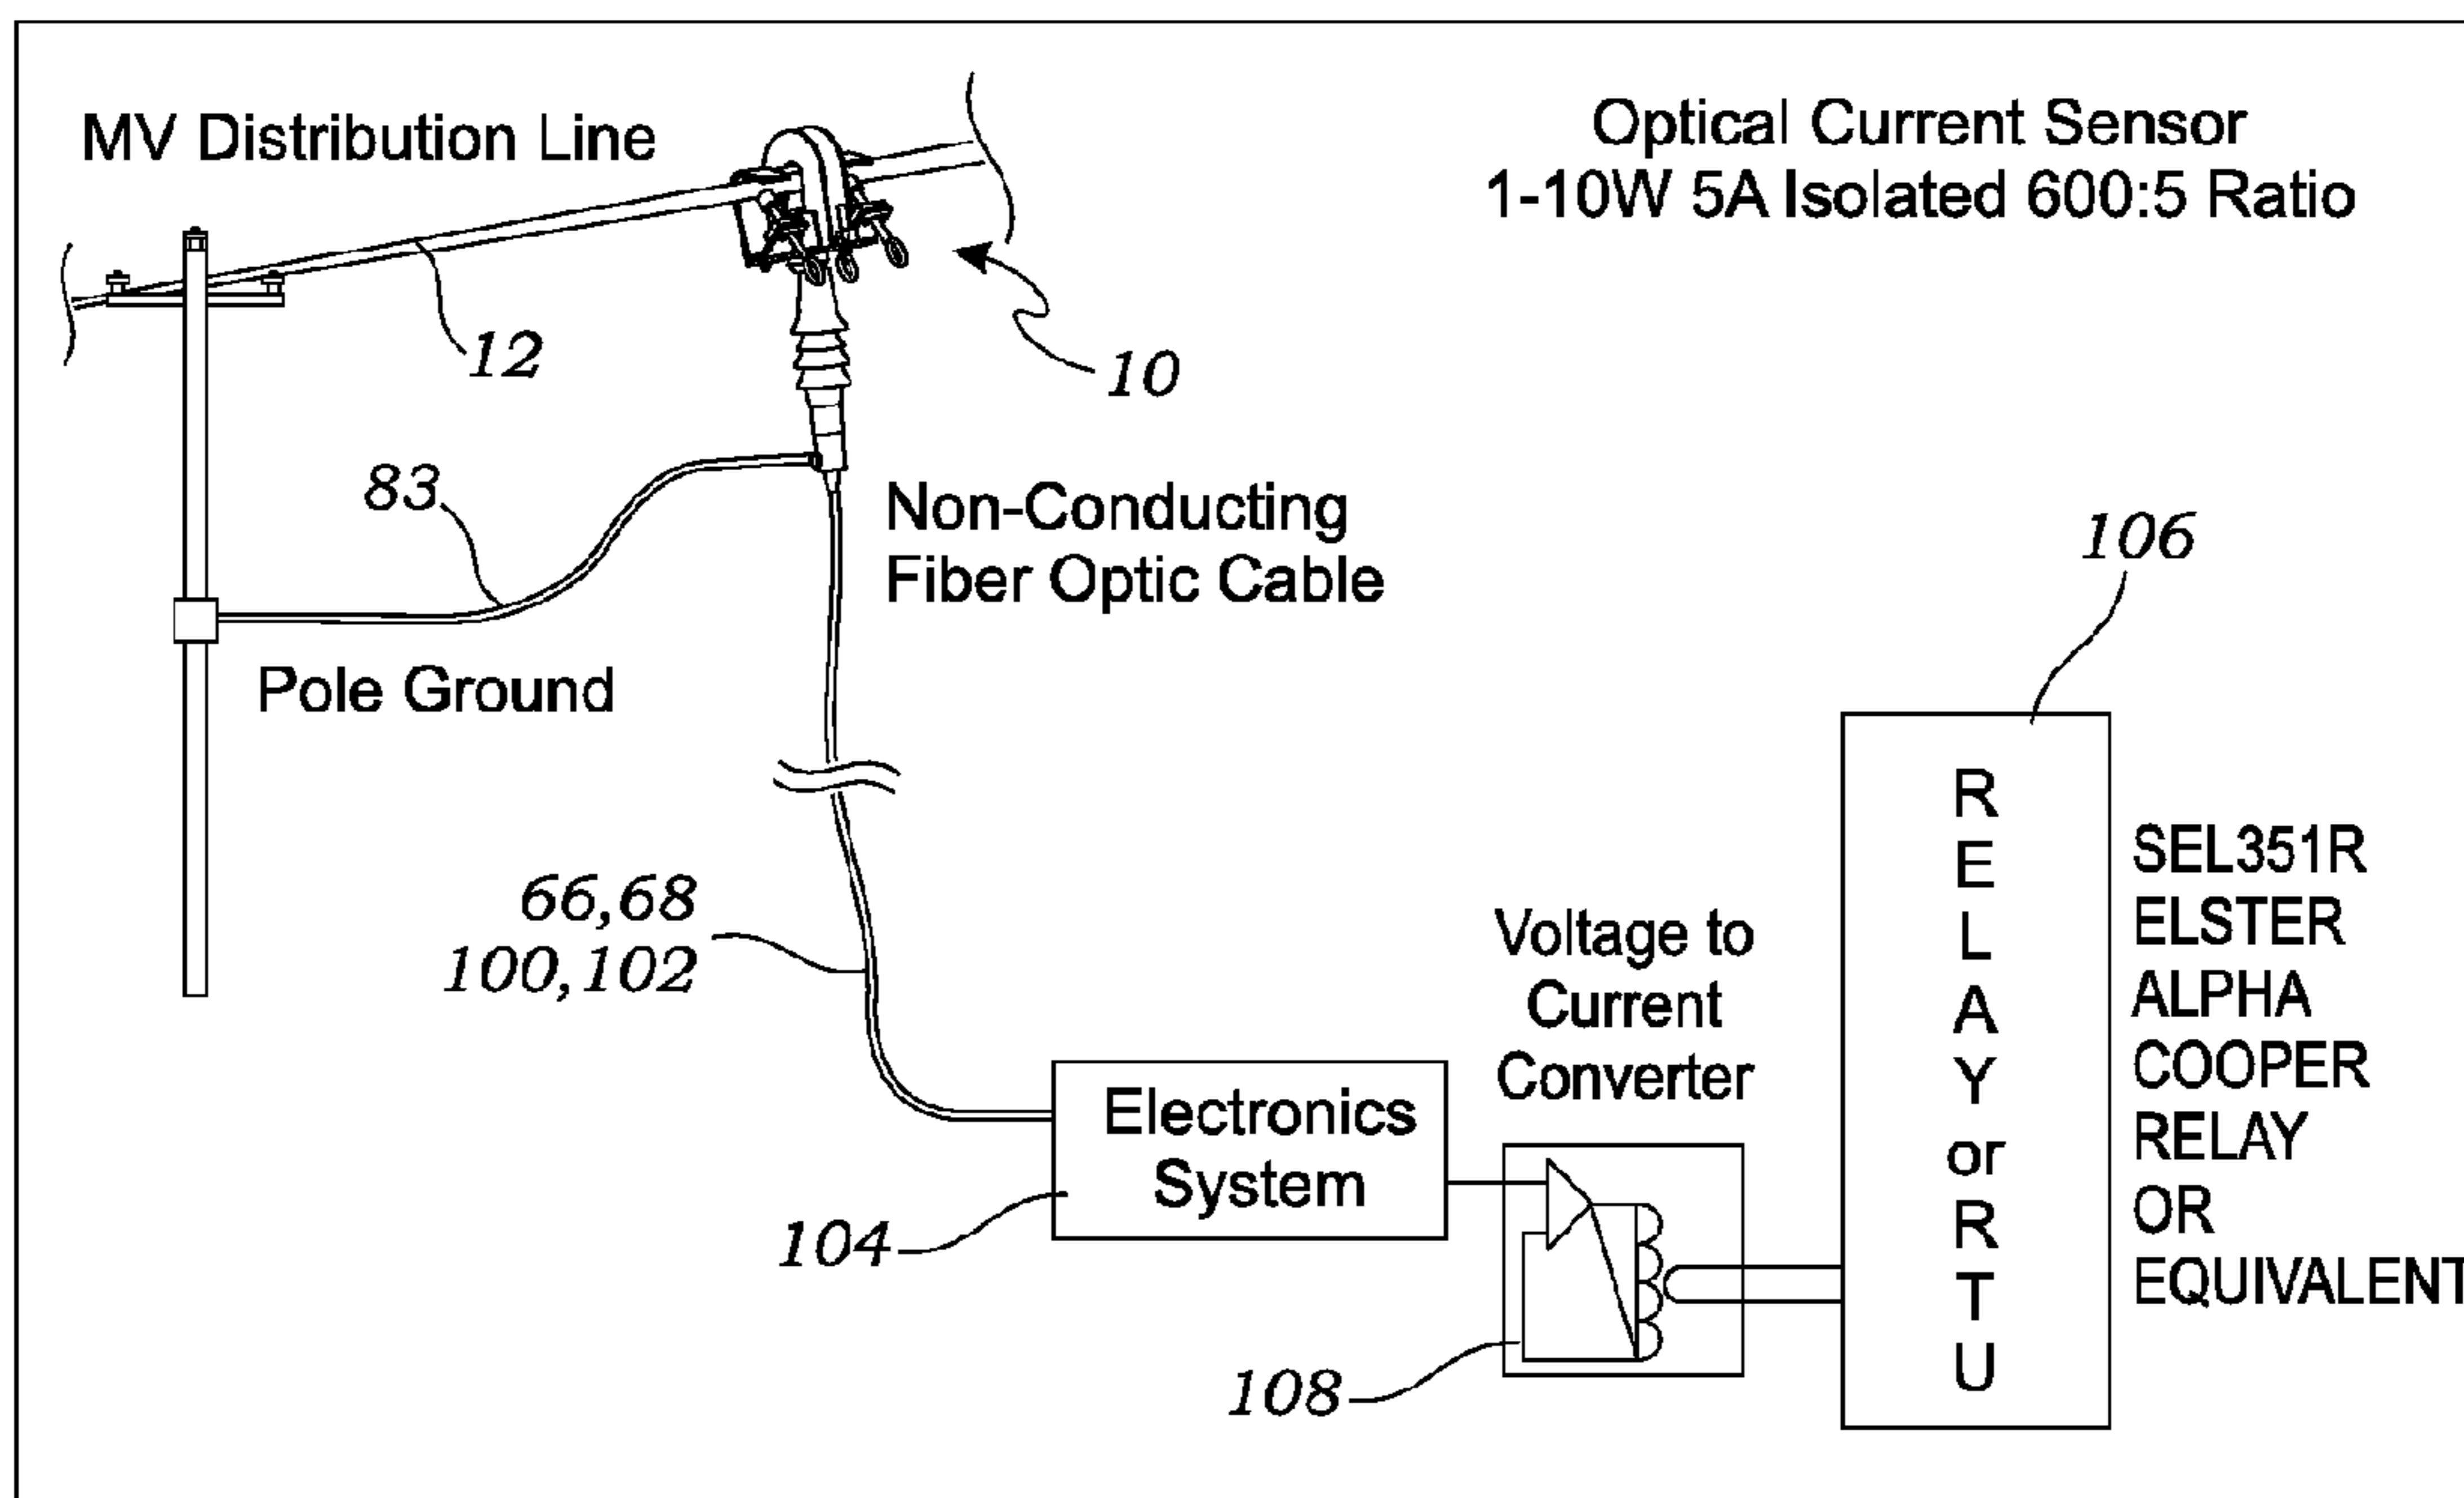 MV Distribution Line
Optical Current Sensor
1-10W 5A Isolated 600:5 Ratio
12
10
83
Non-Conducting
Fiber Optic Cable
Pole Ground
106
66,68
100,102
Electronics
System
104
Voltage to
Current
Converter
108
R
E
L
A
Y
or
R
T
U
SEL351R
ELSTER
ALPHA
COOPER
RELAY
OR
EQUIVALENT